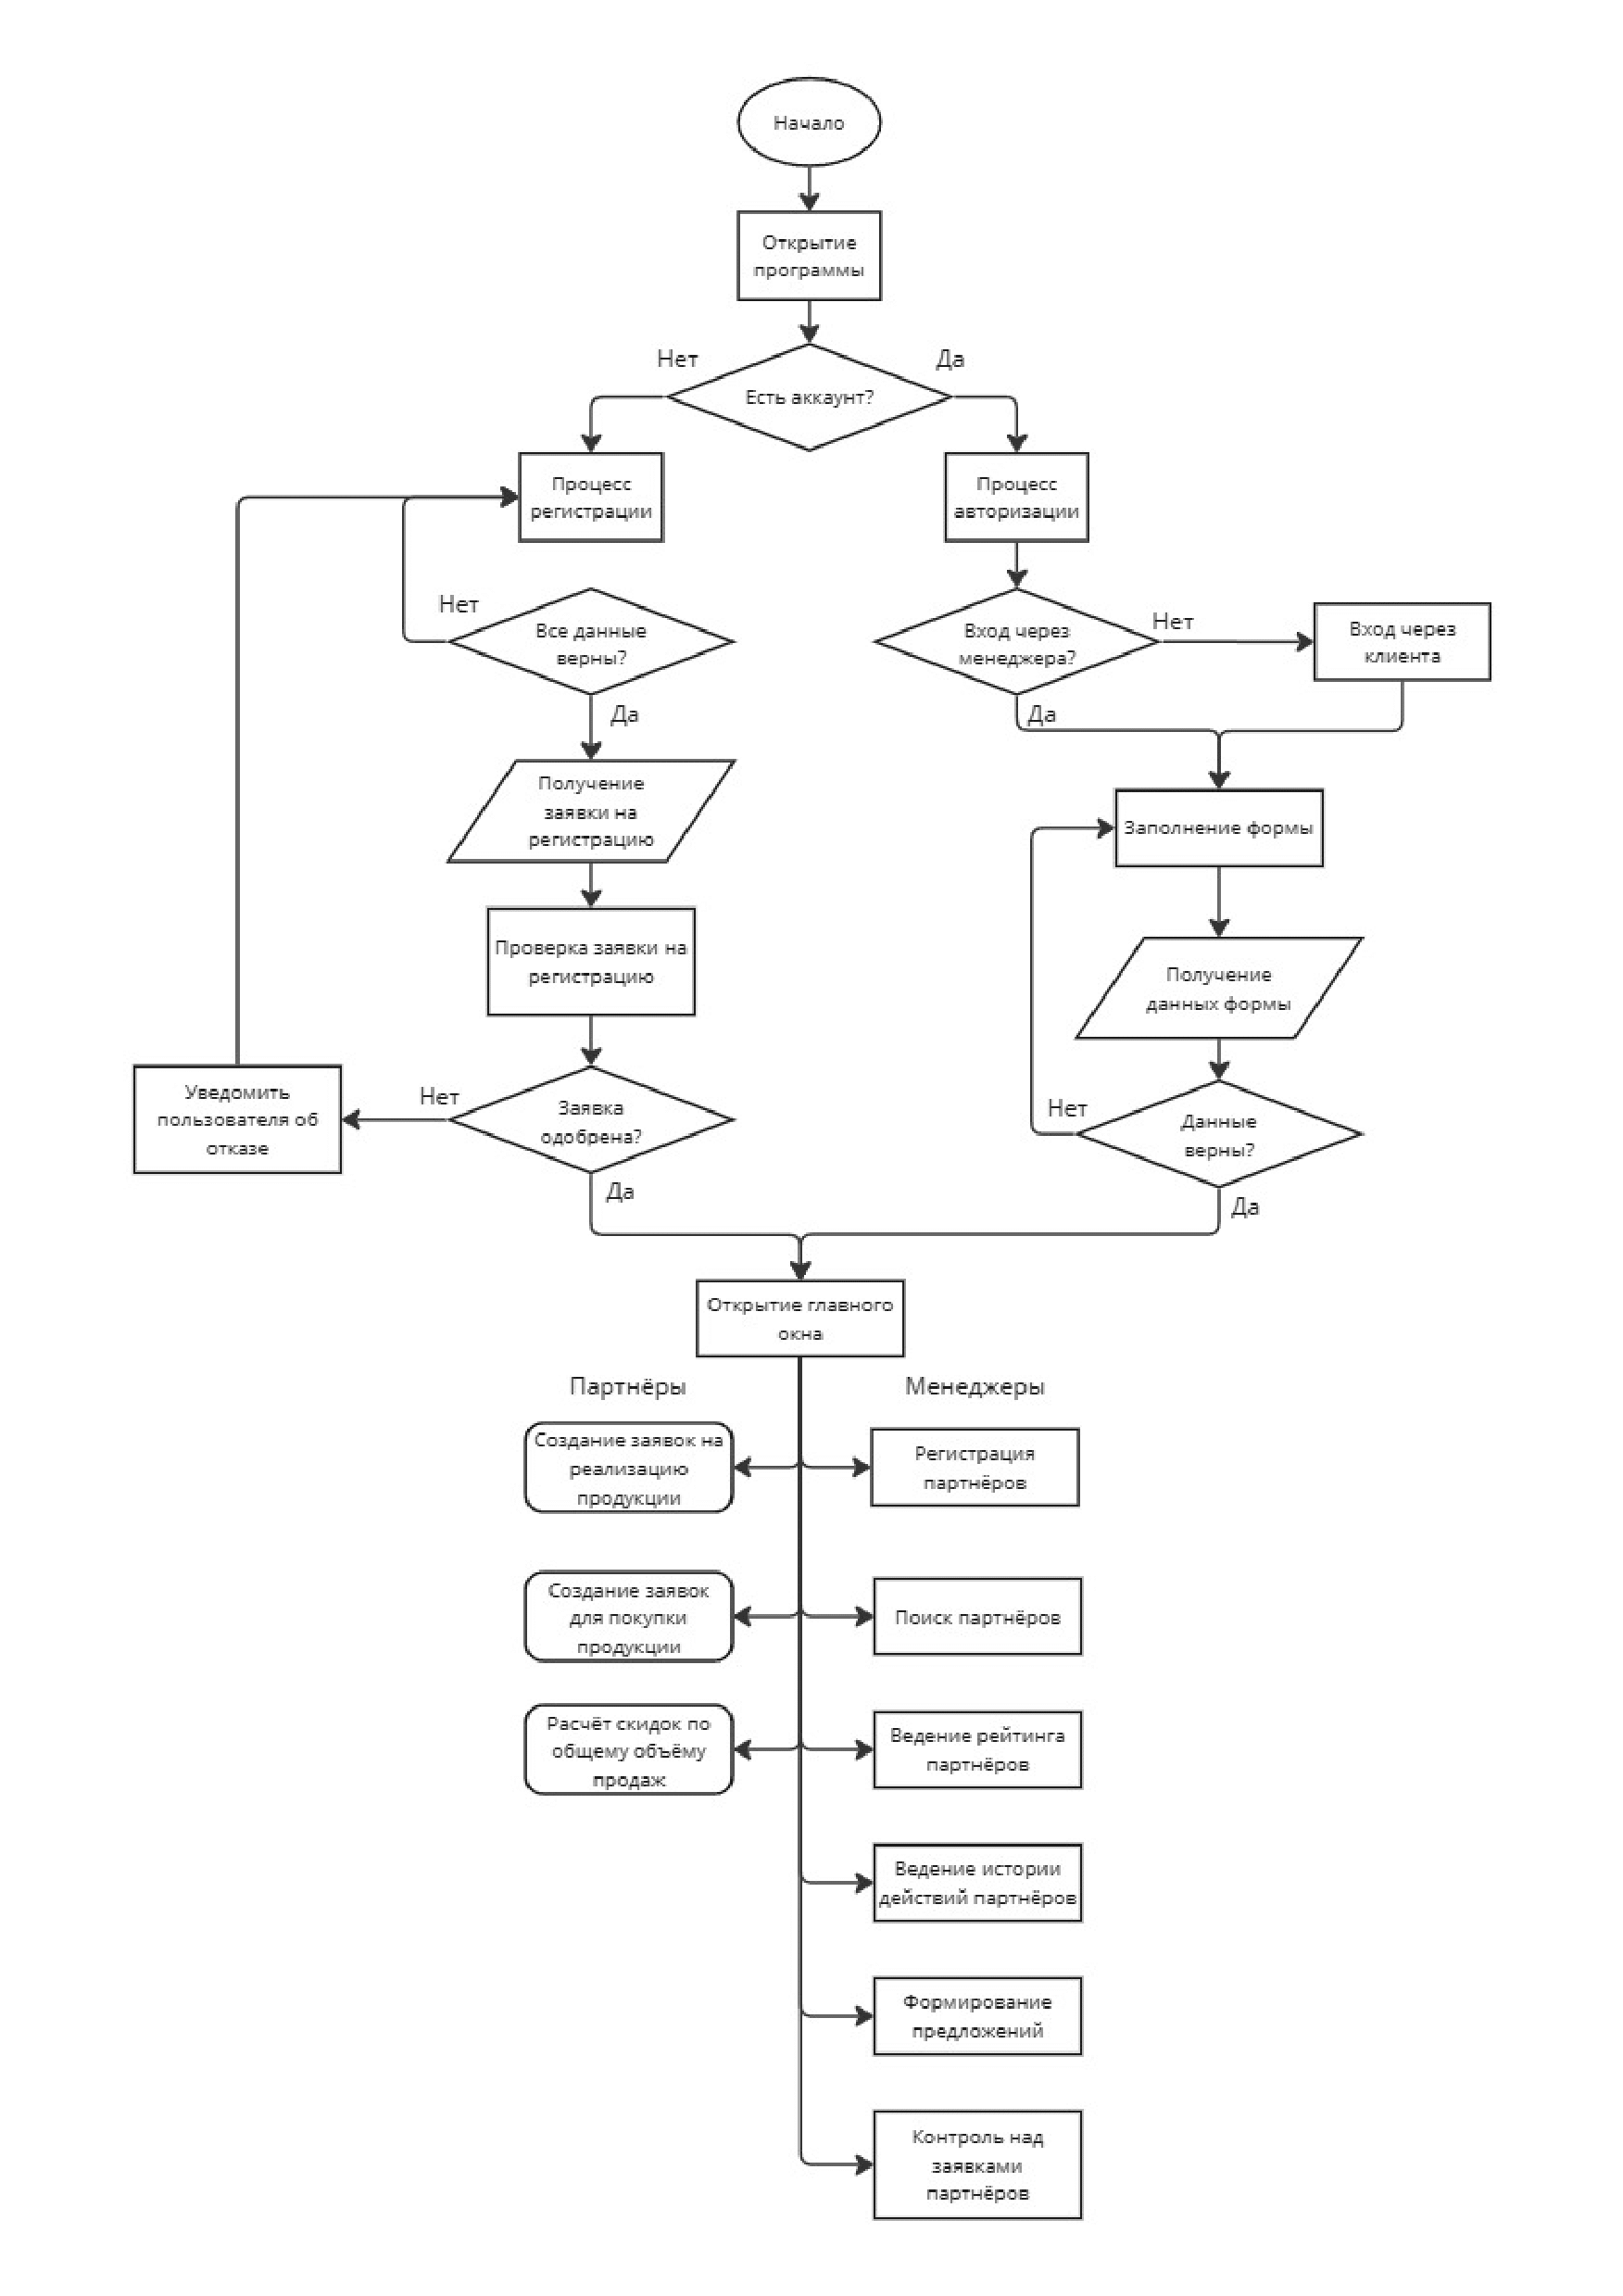 Начало
Открытие
программы
Нет
Да
Есть аккаунт?
Процесс
регистрации
Процесс
авторизации
Нет
Все данные
верны?
Вход через
менеджера?
Нет
Вход через
клиента
Да
Да
Получение
заявки на
регистрацию
Заполнение формы
Проверка заявки на
регистрацию
Получение
данных формы
Уведомить
пользователя об
отказе
Нет
Заявка
одобрена?
Нет
Данные
верны?
Да
Да
Открытие главного
окна
Партнёры
Менеджеры
Создание заявок на
реализацию
продукции
Регистрация
партнёров
Создание заявок
для покупки
продукции
Поиск партнёров
Расчёт скидок по
общему объёму
продаж
Ведение рейтинга
партнёров
Ведение истории
действий партнёров
Формирование
предложений
Контроль над
заявками
партнёров